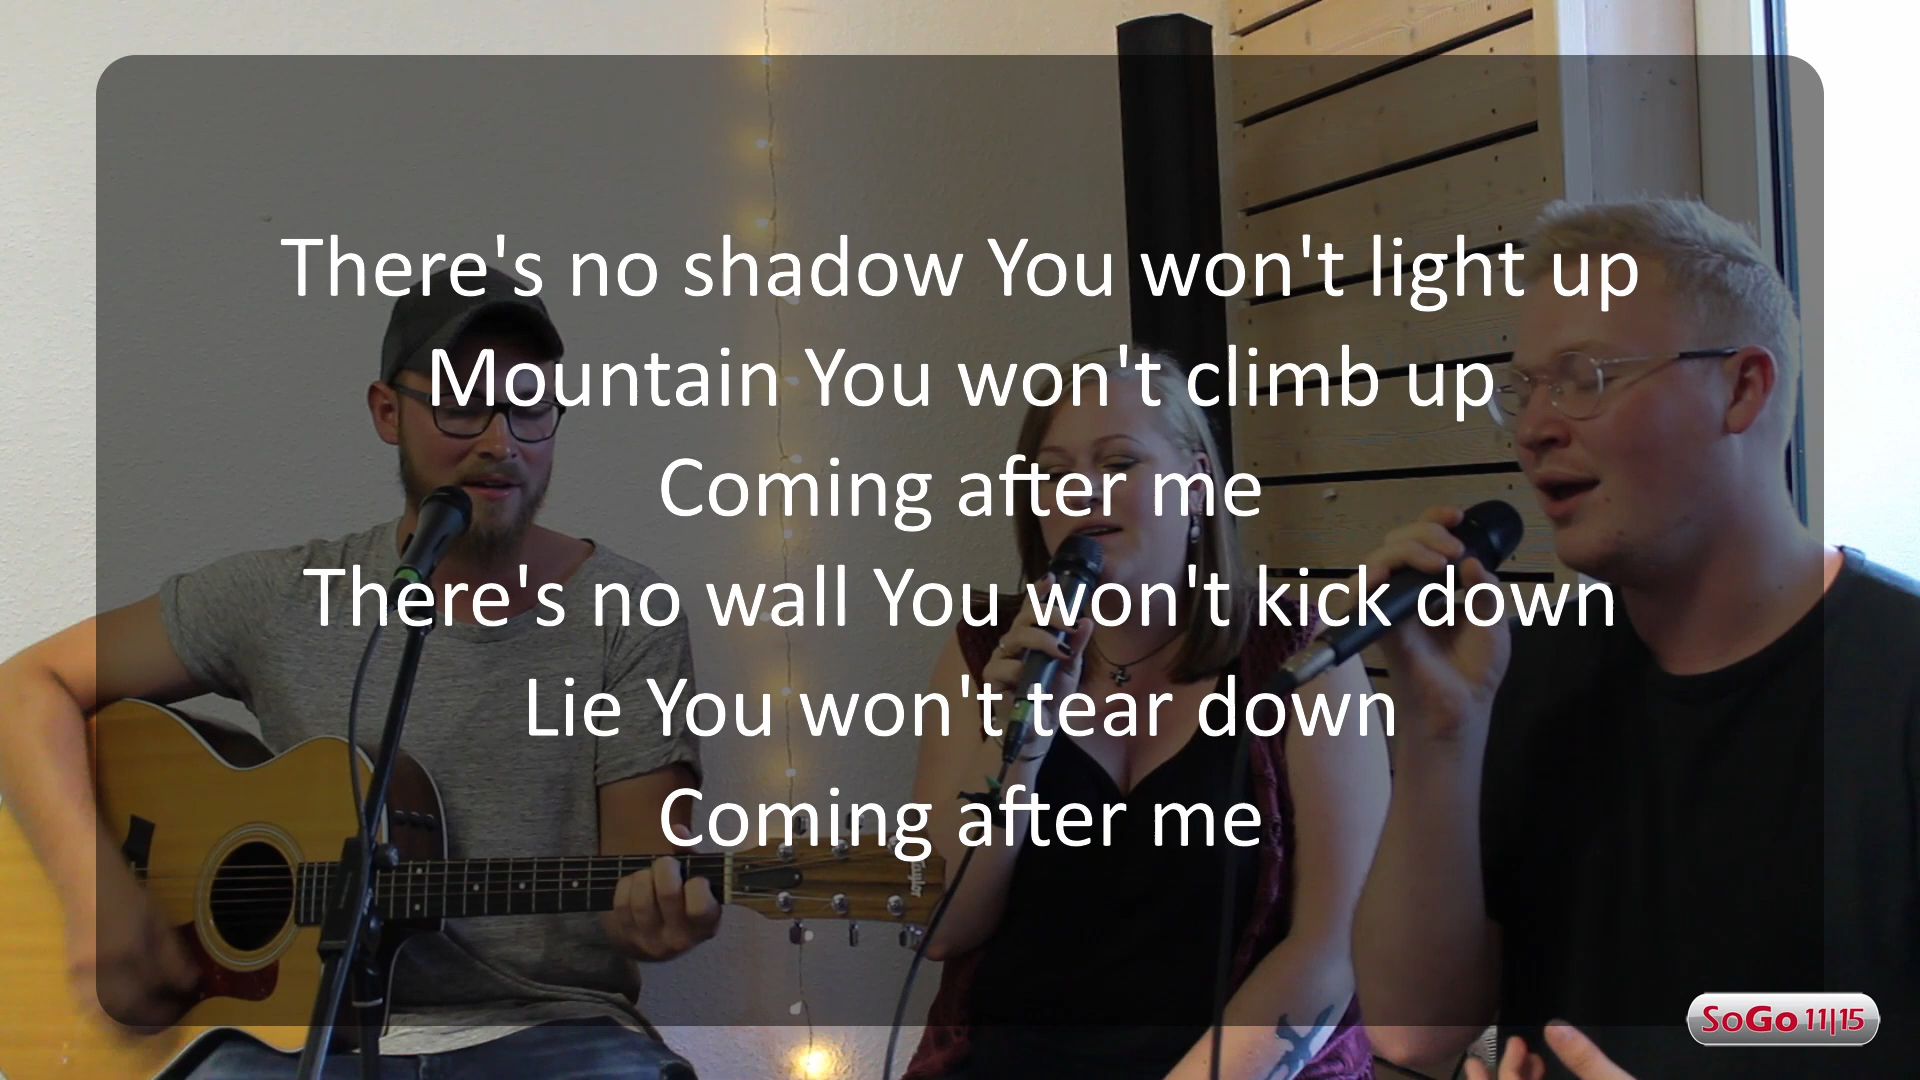 There's no shadow You won't light up
Mountain You won't climb up
Coming after me
There's no wall You won't kick down
Lie You won't tear down
Coming after me
Taylor
SoGo 11|15